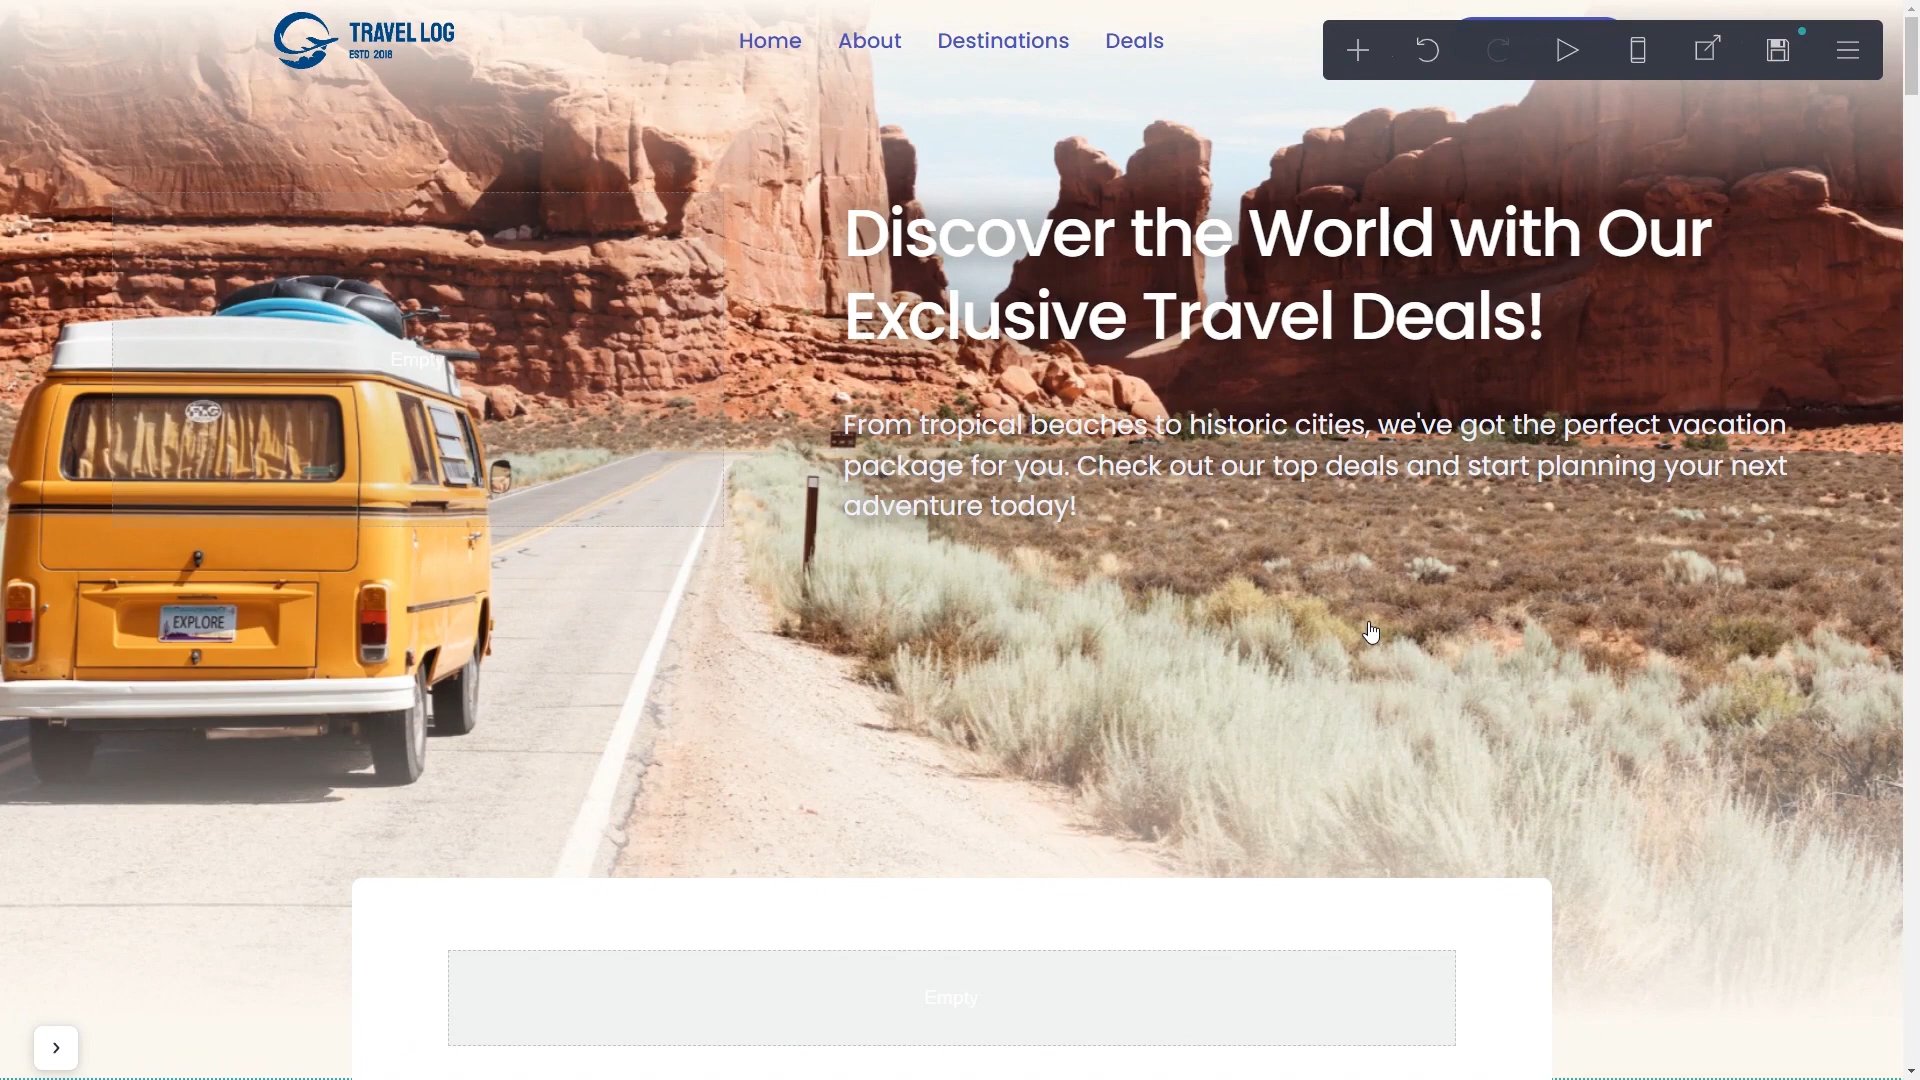 TRAVEL LOG
ESTD 2018
Home
About
Destinations
Deals
Discover the World with Our
Exclusive Travel Deals!
Empty
From tropical beaches to historic cities, we've got the perfect vacation
package for you. Check out our top deals and start planning your next
adventure today!
EXPLORE
Empty